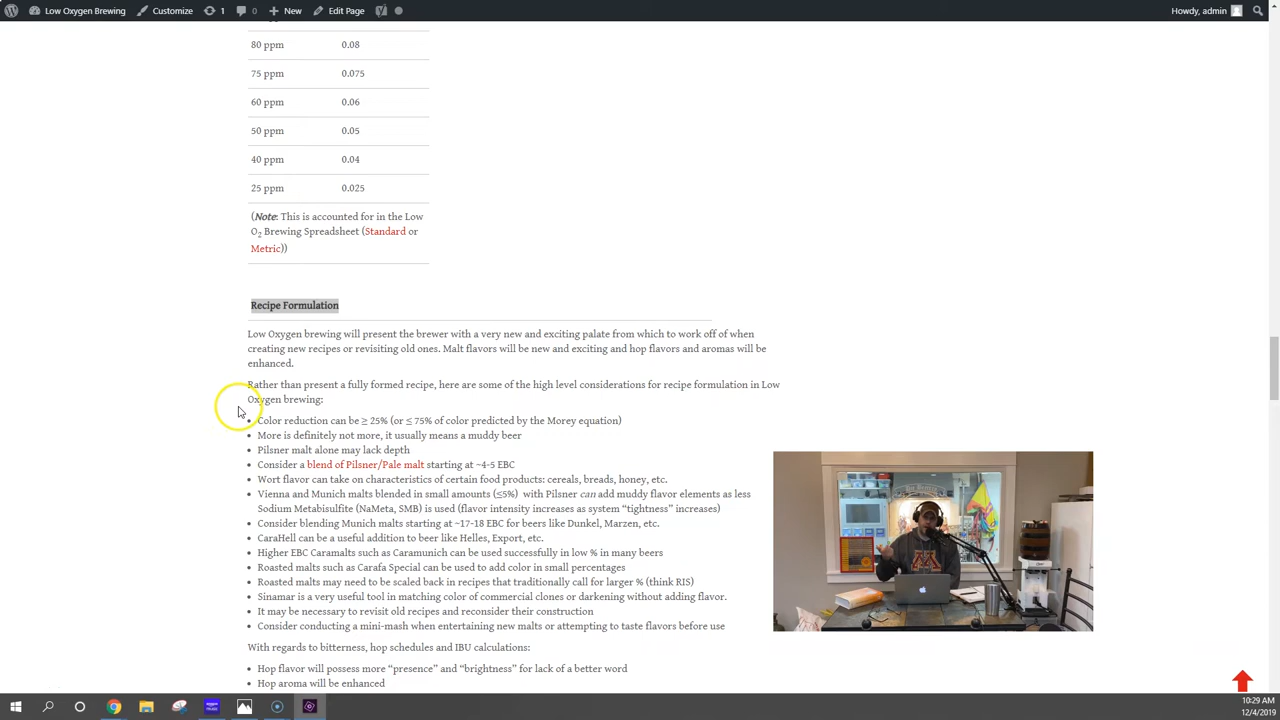 Low Oxygen Brewing
Customize
1
0
New
Edit Page
Howdy, admin
80 ppm 0.08
75 ppm 0.075
60 ppm 0.06
50 ppm 0.05
40 ppm 0.04
25 ppm 0.025
(Note: This is accounted for in the Low
O2 Brewing Spreadsheet (Standard or
Metric))
Recipe Formulation
Low Oxygen brewing will present the brewer with a very new and exciting palate from which to work off of when
creating new recipes or revisiting old ones. Malt flavors will be new and exciting and hop flavors and aromas will be
enhanced.
Rather than present a fully formed recipe, here are some of the high level considerations for recipe formulation in Low
Oxygen brewing:
Color reduction can be ≥ 25% (or ≤ 75% of color predicted by the Morey equation)
More is definitely not more, it usually means a muddy beer
Pilsner malt alone may lack depth
Consider a blend of Pilsner/Pale malt starting at ~4-5 EBC
Wort flavor can take on characteristics of certain food products: cereals, breads, honey, etc.
Vienna and Munich malts blended in small amounts (≤5%) with Pilsner can add muddy flavor elements as less
Sodium Metabisulfite (NaMeta, SMB) is used (flavor intensity increases as system “tightness” increases)
Consider blending Munich malts starting at ~17-18 EBC for beers like Dunkel, Marzen, etc.
CaraHell can be a useful addition to beer like Helles, Export, etc.
Higher EBC Caramalts such as Caramunich can be used successfully in low % in many beers
Roasted malts such as Carafa Special can be used to add color in small percentages
Roasted malts may need to be scaled back in recipes that traditionally call for larger % (think RIS)
Sinamar is a very useful tool in matching color of commercial clones or darkening without adding flavor.
It may be necessary to revisit old recipes and reconsider their construction
Consider conducting a mini-mash when entertaining new malts or attempting to taste flavors before use
With regards to bitterness, hop schedules and IBU calculations:
Hop flavor will possess more “presence” and “brightness” for lack of a better word
Hop aroma will be enhanced
10:29 AM
12/4/2019